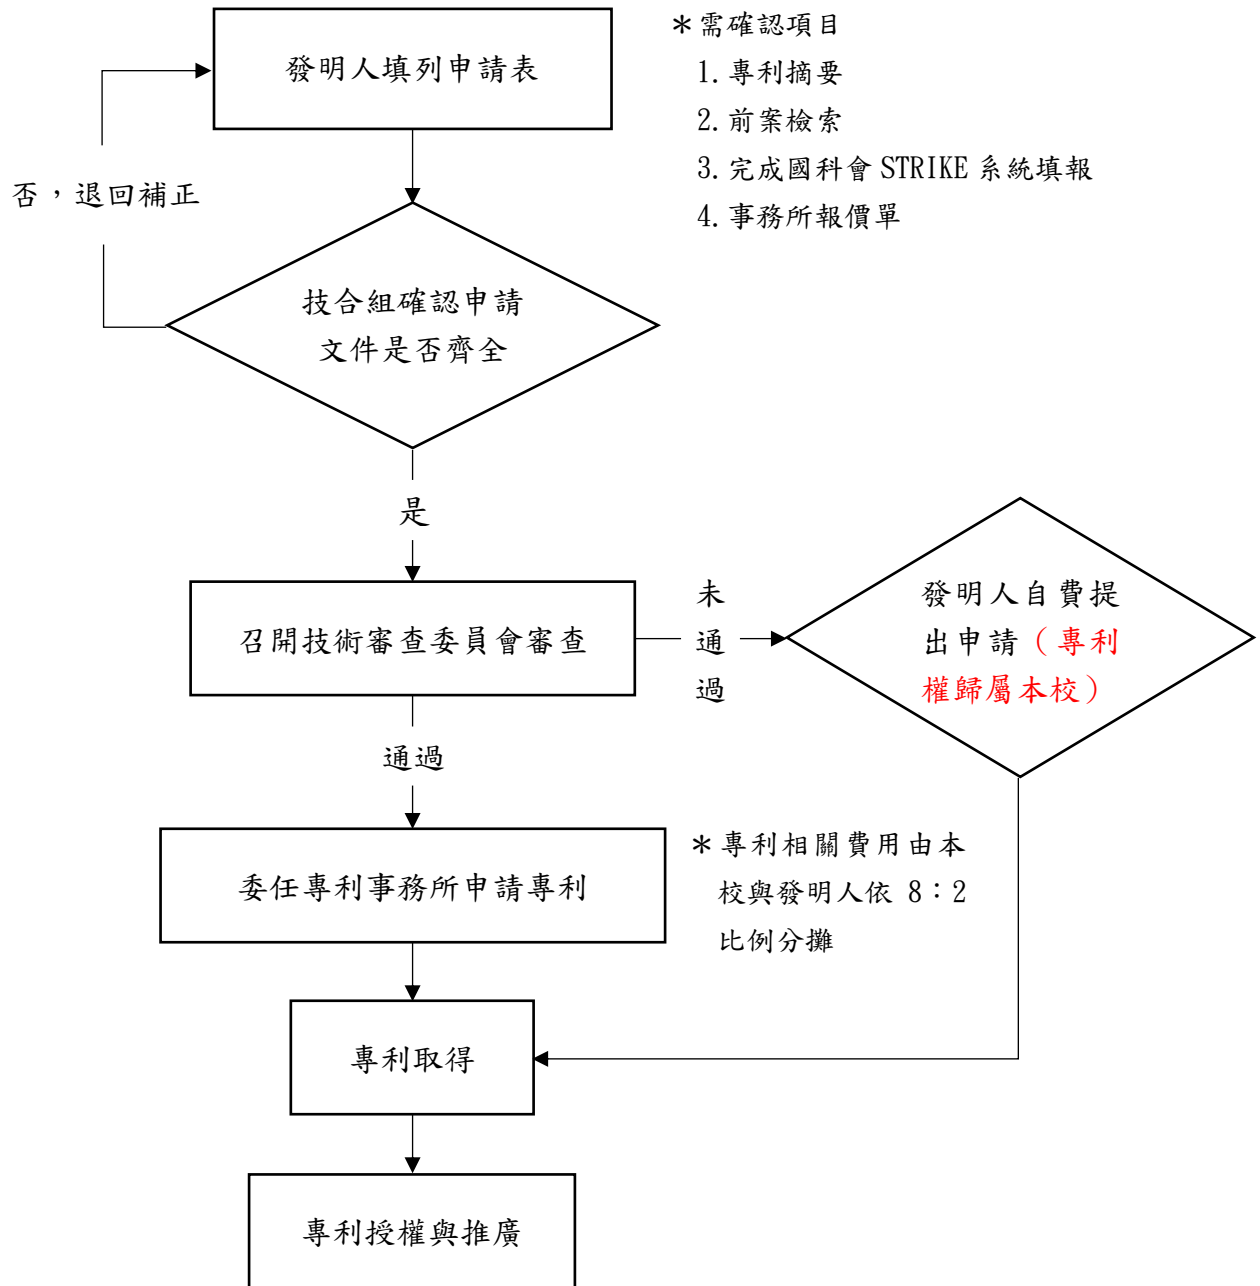 發明人填列申請表
＊需確認項目
1. 專利摘要
2. 前案檢索
3. 完成國科會 STRIKE 系統填報
4. 事務所報價單
否，退回補正
技合組確認申請
文件是否齊全
是
召開技術審查委員會審查
未
通
過
發明人自費提
出申請（專利
權歸屬本校）
通過
委任專利事務所申請專利
＊專利相關費用由本
校與發明人依 8：2
比例分攤
專利取得
專利授權與推廣